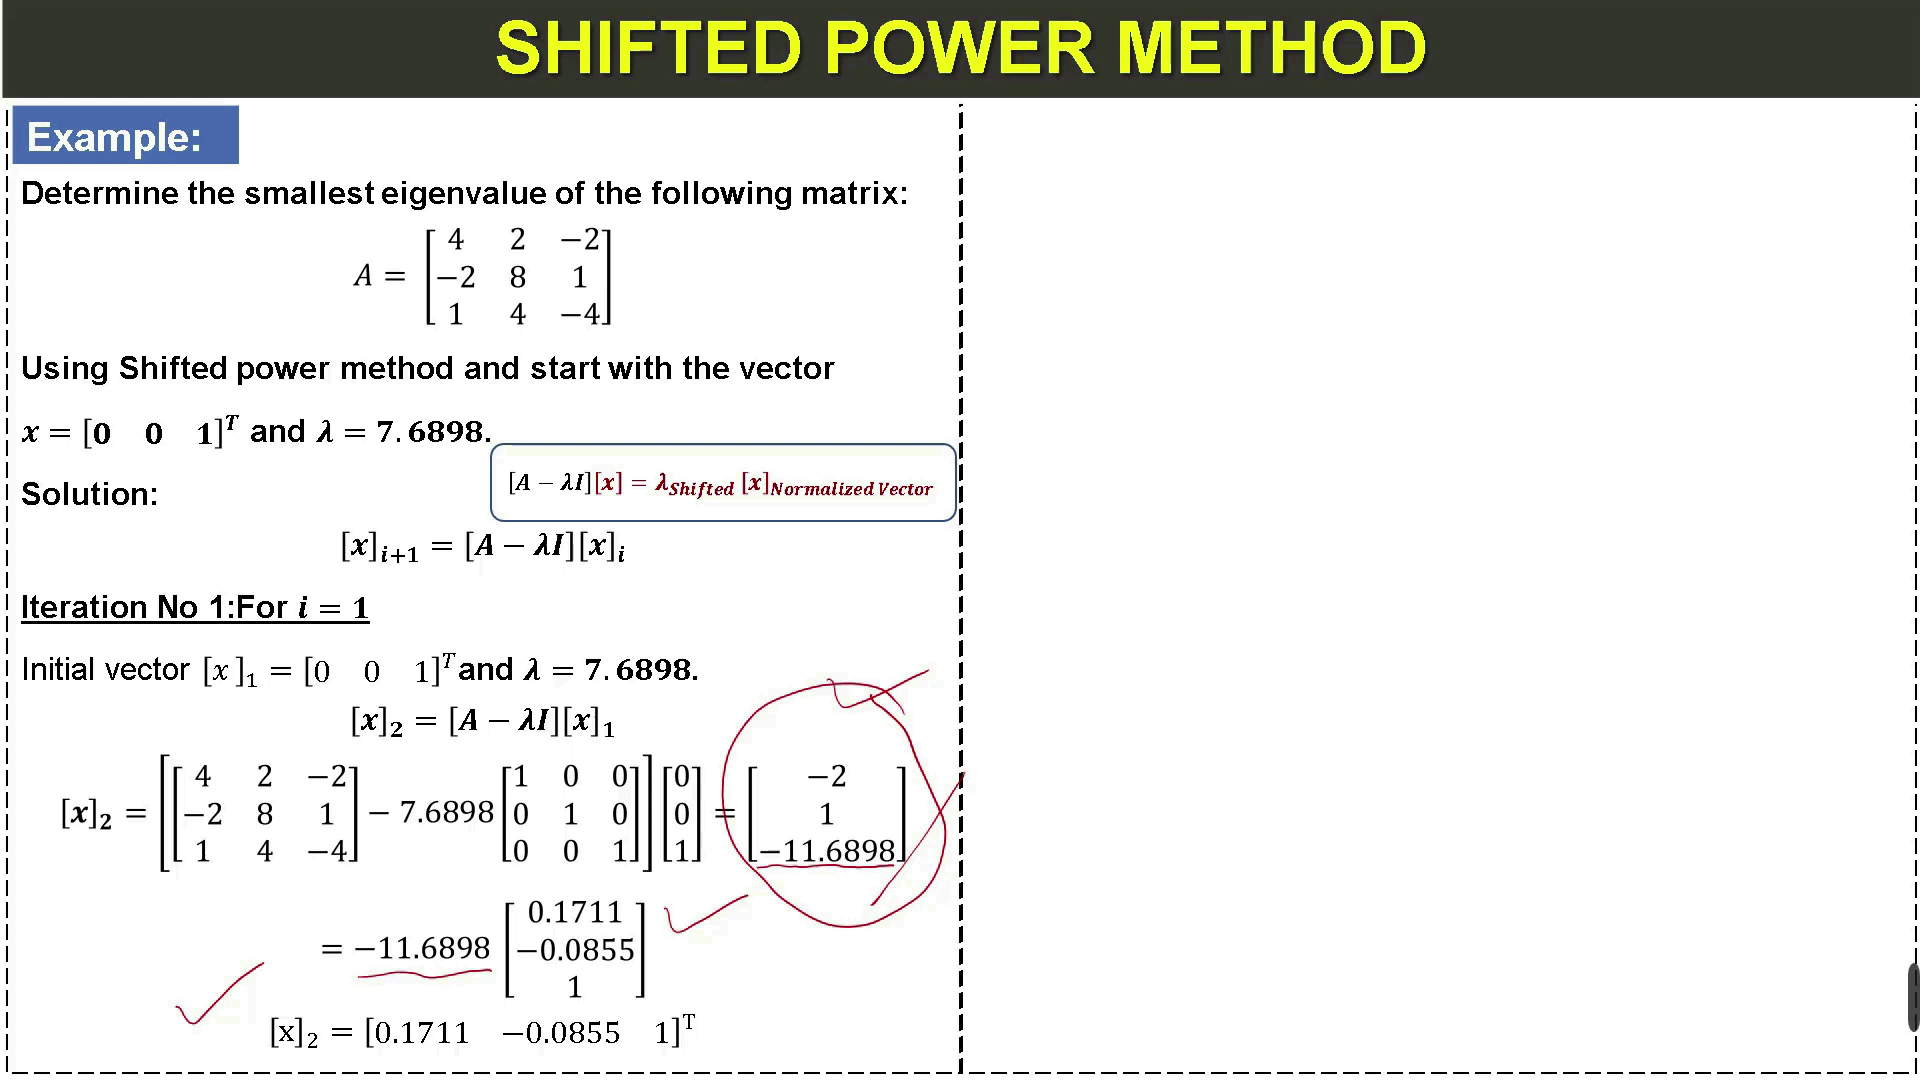 SHIFTED POWER METHOD
Example:
Determine the smallest eigenvalue of the following matrix:
A = [4 2 −2
−2 8 1
1 4 −4]
Using Shifted power method and start with the vector
x = [0 0 1]^T and λ = 7.6898.
[A − λI][x] = λ_Shifted [x]_Normalized Vector
Solution:
[x]_{i+1} = [A − λI][x]_i
Iteration No 1:For i = 1
Initial vector [x]_1 = [0 0 1]^T and λ = 7.6898.
[x]_2 = [A − λI][x]_1
[x]_2 = [[4 2 −2; −2 8 1; 1 4 −4] − 7.6898 [1 0 0; 0 1 0; 0 0 1]] [0; 0; 1] = [−2; 1; −11.6898]
= −11.6898 [0.1711; −0.0855; 1]
[x]_2 = [0.1711 −0.0855 1]^T